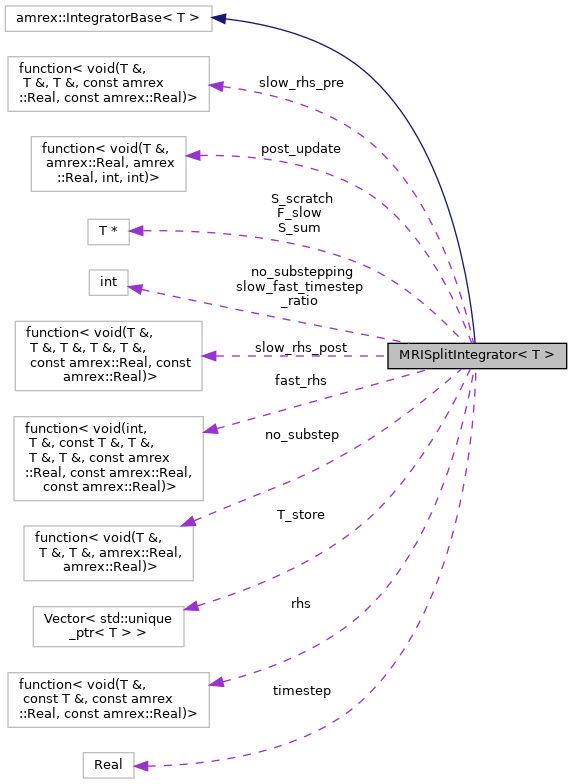 amrex::IntegratorBase< T >
function< void(T &,
T &, T &, const amrex
::Real, const amrex::Real)>
slow_rhs_pre
function< void(T &,
amrex::Real, amrex
::Real, int, int)>
post_update
T *
S_scratch
F_slow
S_sum
int
no_substepping
slow_fast_timestep
_ratio
function< void(T &,
T &, T &, T &, T &,
const amrex::Real, const
amrex::Real)>
slow_rhs_post
MRISplitIntegrator< T >
function< void(int,
T &, const T &, T &,
T &, T &, const amrex
::Real, const amrex::Real,
const amrex::Real)>
fast_rhs
function< void(T &,
T &, T &, amrex::Real,
amrex::Real)>
no_substep
Vector< std::unique
_ptr< T > >
T_store
function< void(T &,
const T &, const amrex
::Real, const amrex::Real)>
rhs
Real
timestep